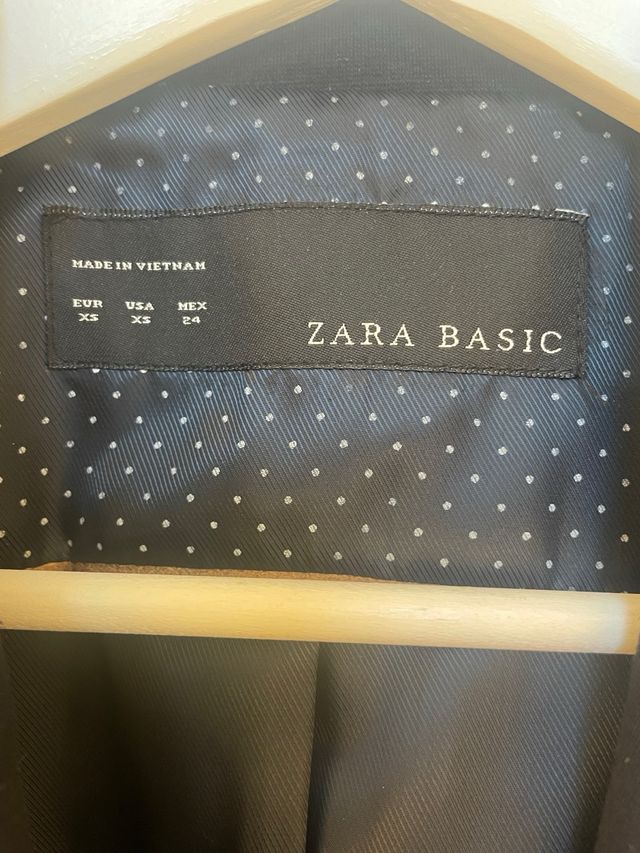 MADE IN VIETNAM
EUR USA MEX
XS XS 24
ZARA BASIC